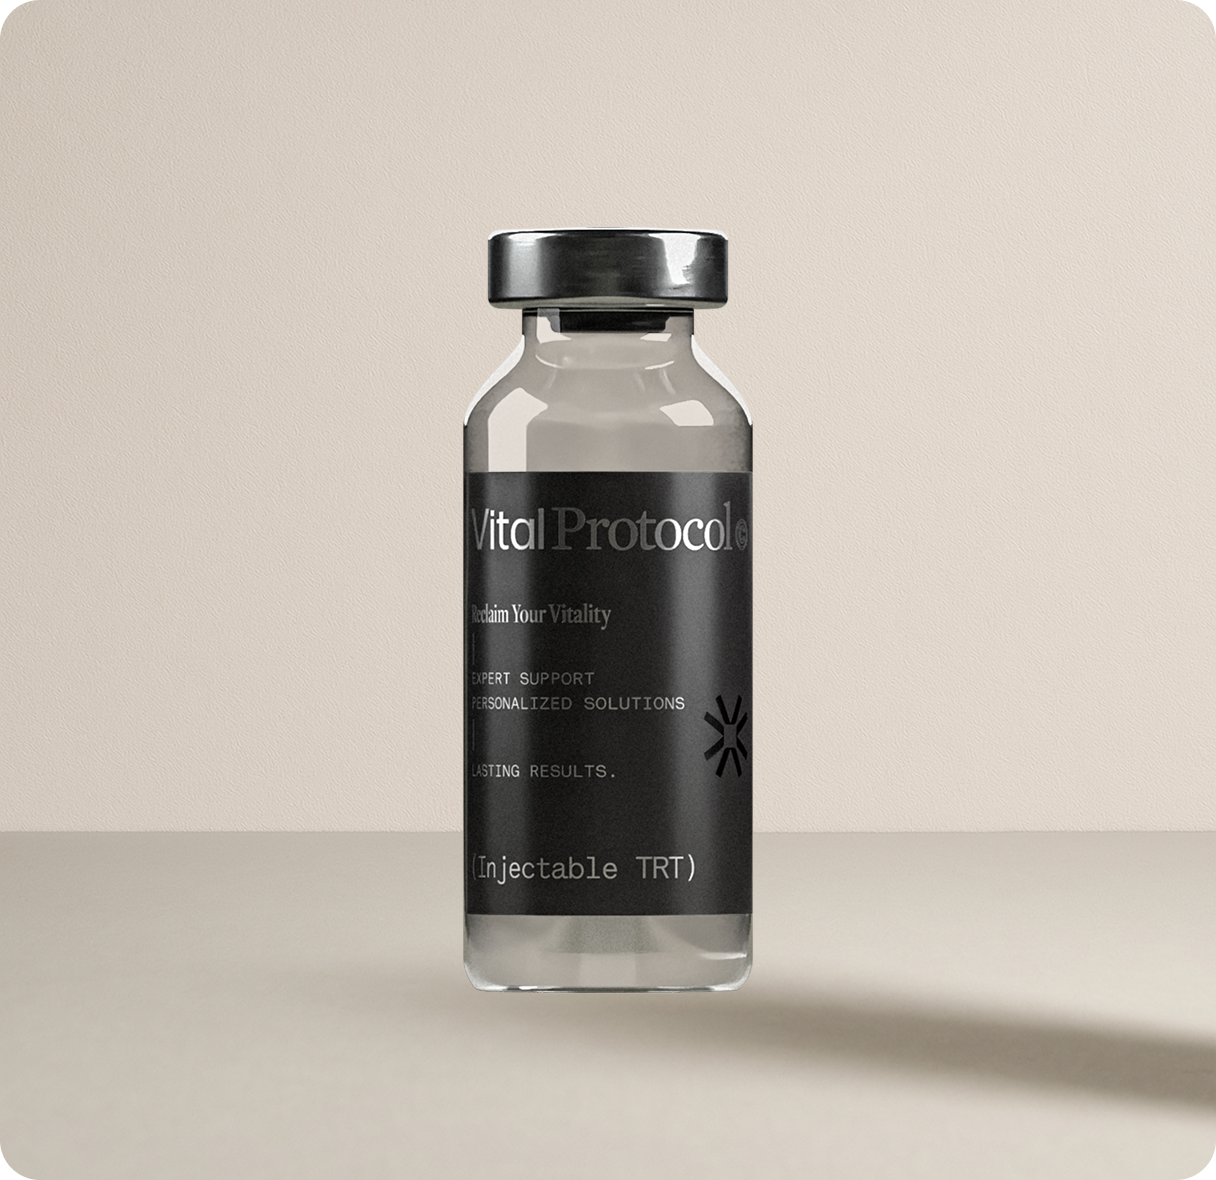 Vital Protocol©
Reclaim Your Vitality
EXPERT SUPPORT
PERSONALIZED SOLUTIONS
LASTING RESULTS.
(Injectable TRT)